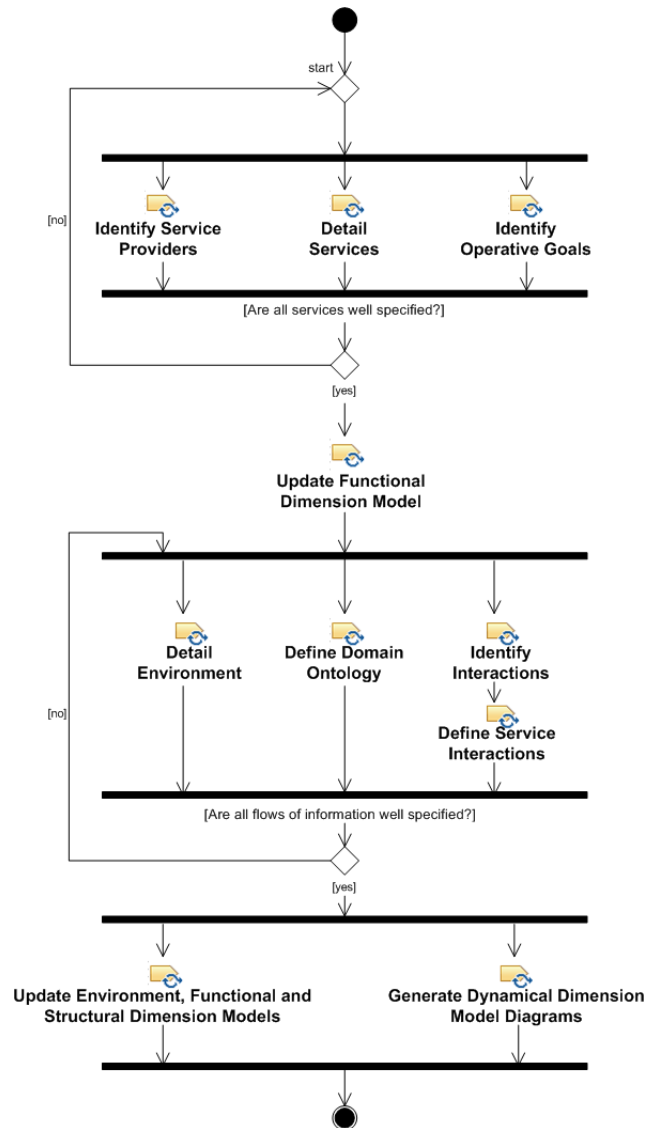 start
[no]
Identify Service
Providers
Detail
Services
Identify
Operative Goals
[Are all services well specified?]
[yes]
Update Functional
Dimension Model
Detail
Environment
Define Domain
Ontology
Identify
Interactions
[no]
Define Service
Interactions
[Are all flows of information well specified?]
[yes]
Update Environment, Functional and
Structural Dimension Models
Generate Dynamical Dimension
Model Diagrams